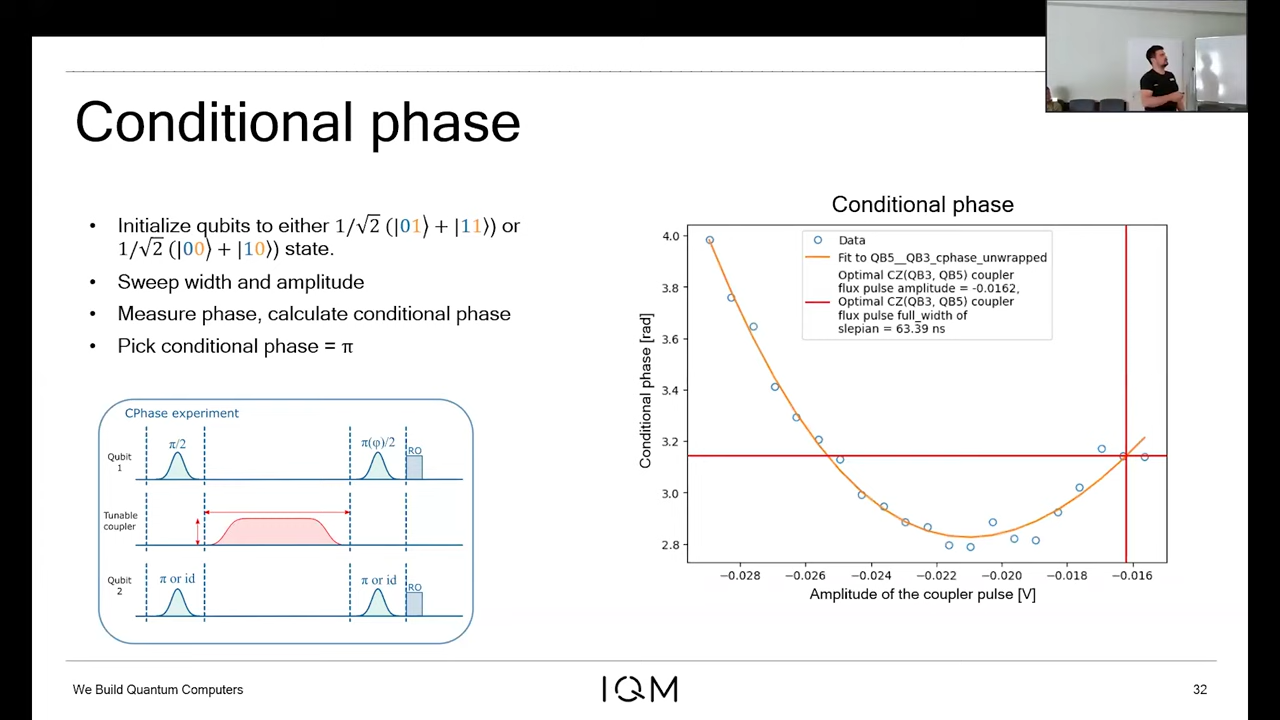 Conditional phase
• Initialize qubits to either 1/√2 (|01⟩ + |11⟩) or
1/√2 (|00⟩ + |10⟩) state.
• Sweep width and amplitude
• Measure phase, calculate conditional phase
• Pick conditional phase = π
CPhase experiment
π/2
π(φ)/2
RO
Qubit
1
Tunable
coupler
π or id
π or id
RO
Qubit
2
Conditional phase
Data
Fit to QB5__QB3_cphase_unwrapped
Optimal CZ(QB3, QB5) coupler
flux pulse amplitude = -0.0162,
Optimal CZ(QB3, QB5) coupler
flux pulse full_width of
slepian = 63.39 ns
4.0
3.8
3.6
3.4
3.2
3.0
2.8
Conditional phase [rad]
−0.028 −0.026 −0.024 −0.022 −0.020 −0.018 −0.016
Amplitude of the coupler pulse [V]
We Build Quantum Computers
IQM
32